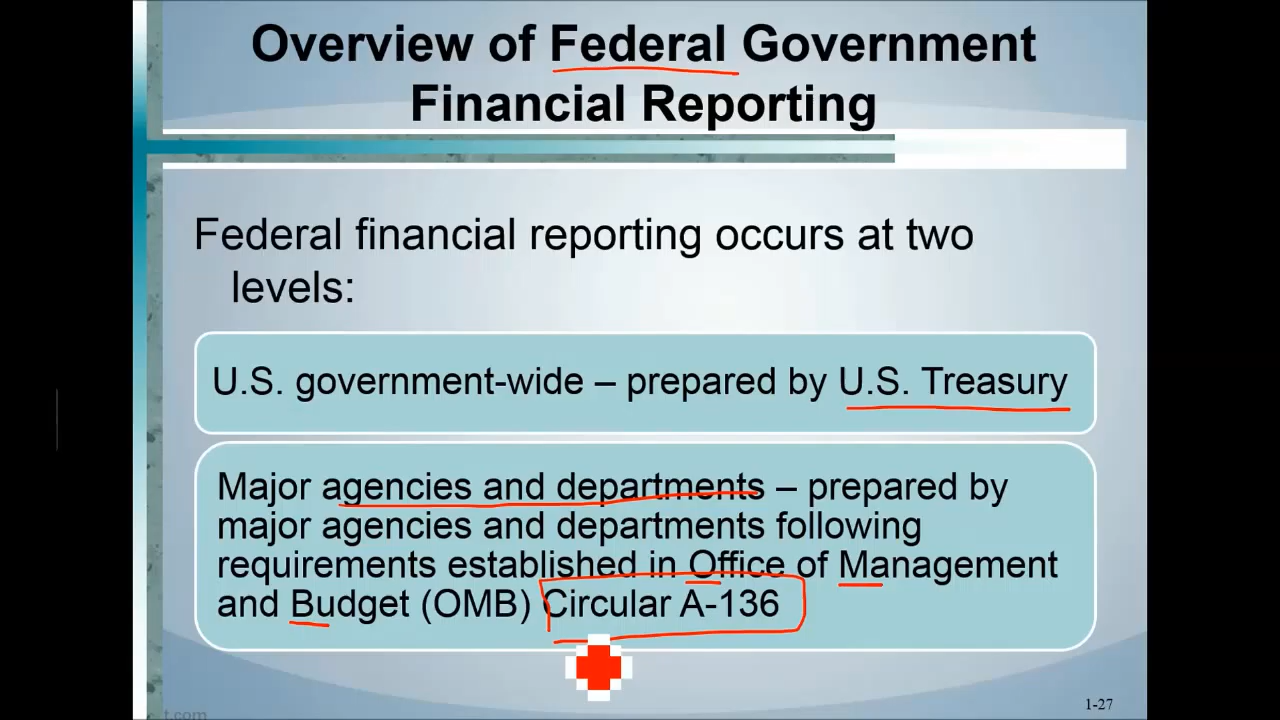 Overview of Federal Government
Financial Reporting
Federal financial reporting occurs at two
levels:
U.S. government-wide – prepared by U.S. Treasury
Major agencies and departments – prepared by
major agencies and departments following
requirements established in Office of Management
and Budget (OMB) Circular A-136
1-27
t.com